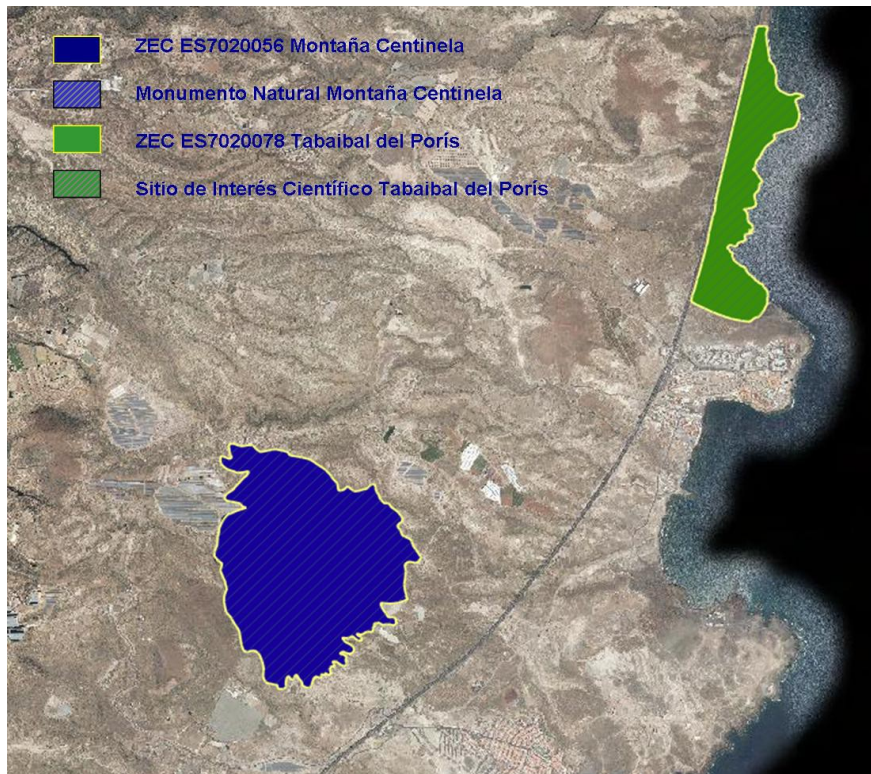 ZEC ES7020056 Montaña Centinela
Monumento Natural Montaña Centinela
ZEC ES7020078 Tabaibal del Porís
Sitio de Interés Científico Tabaibal del Porís